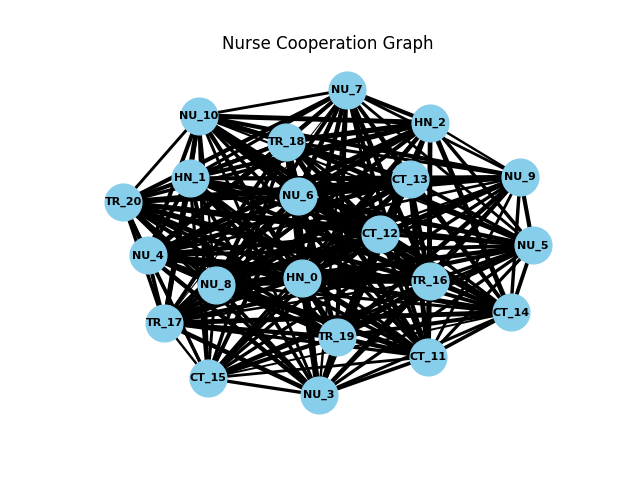 Nurse Cooperation Graph
NU_7
NU_10
HN_2
TR_18
HN_1
CT_13
NU_9
NU_6
TR_20
CT_12
NU_5
NU_4
HN_0
TR_16
NU_8
CT_14
TR_17
TR_19
CT_11
CT_15
NU_3